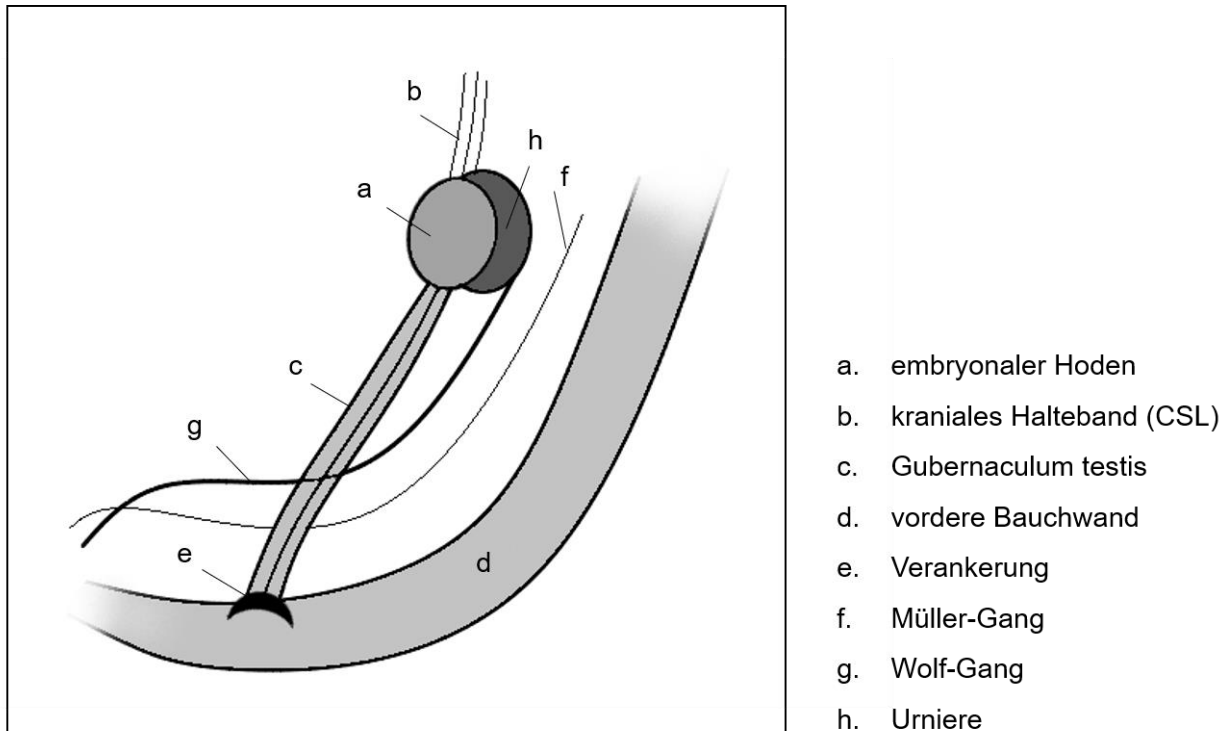 b
h
f
a
c
g
e
d
a. embryonaler Hoden
b. kraniales Halteband (CSL)
c. Gubernaculum testis
d. vordere Bauchwand
e. Verankerung
f. Müller-Gang
g. Wolf-Gang
h. Urniere